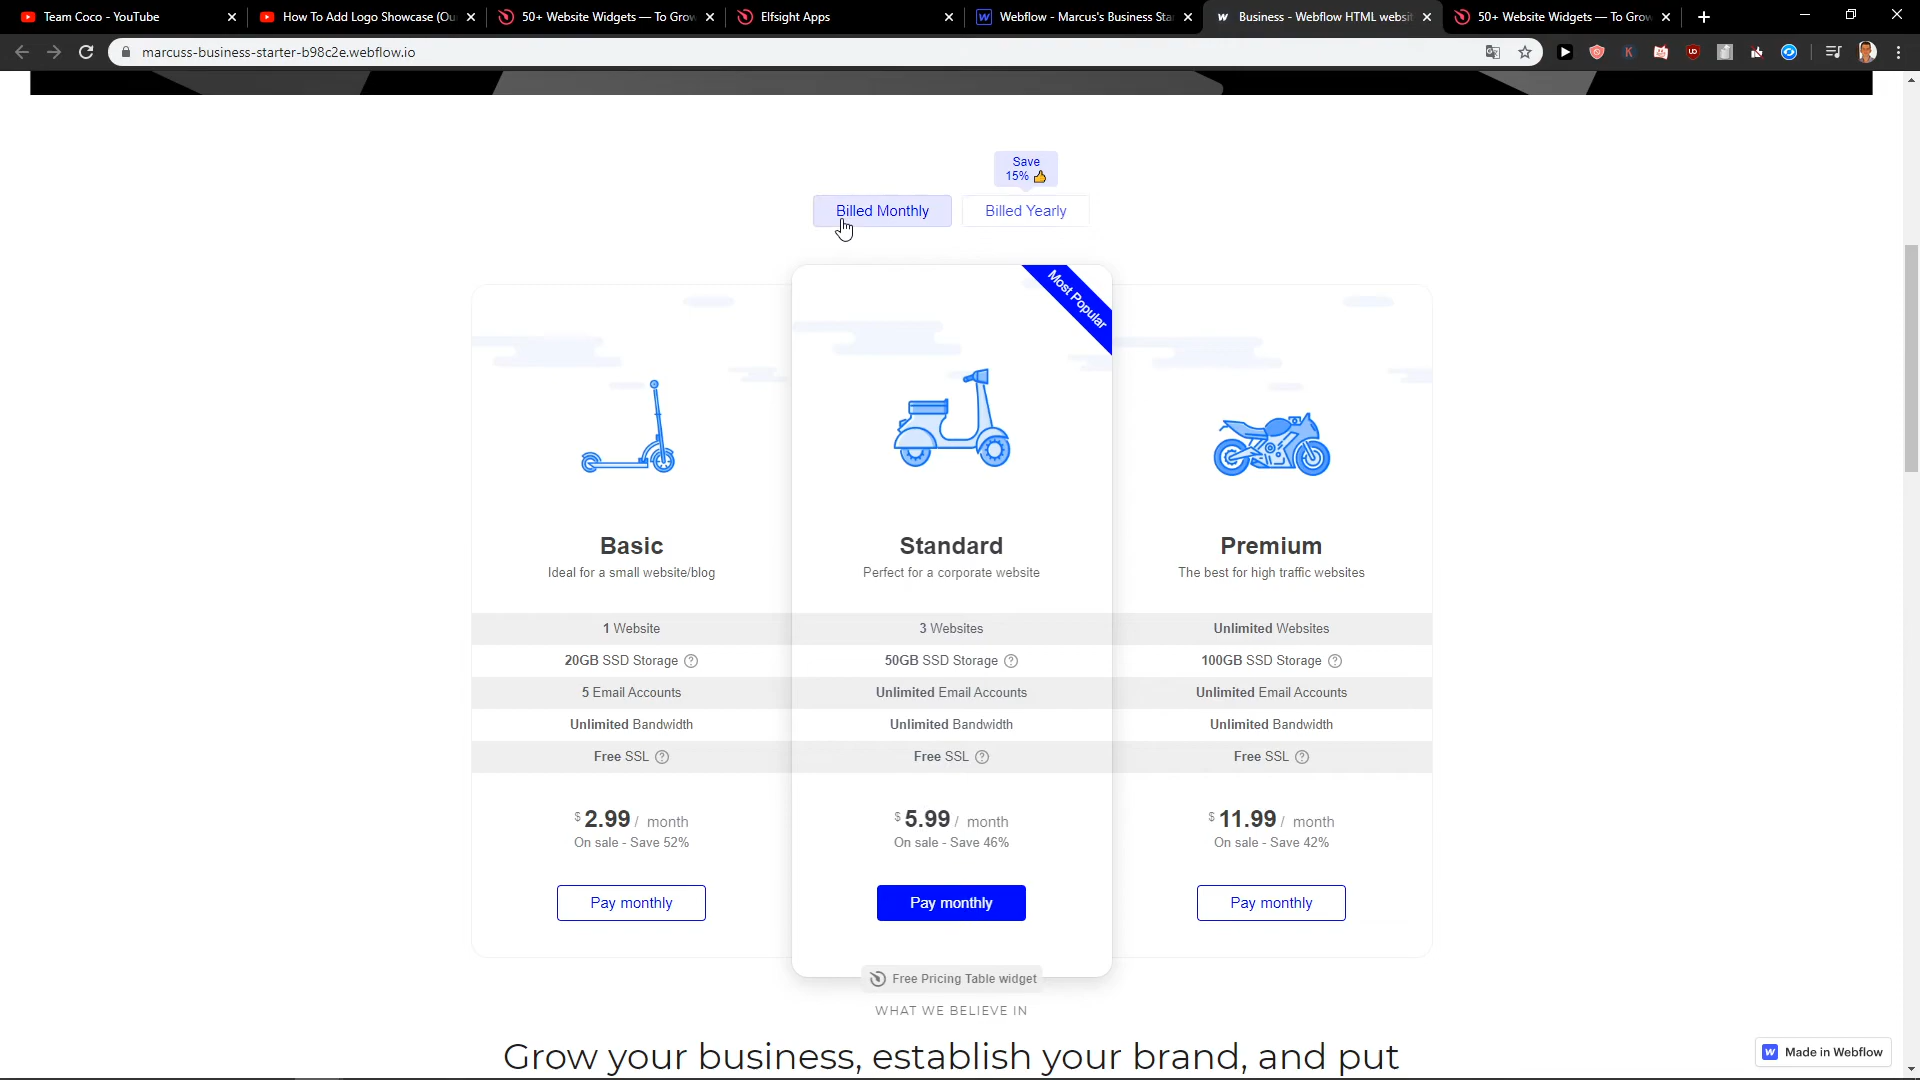 Team Coco - YouTube
How To Add Logo Showcase (Ou
50+ Website Widgets — To Grow
Elfsight Apps
Webflow - Marcus's Business Sta
Business - Webflow HTML websit
50+ Website Widgets — To Grow
marcuss-business-starter-b98c2e.webflow.io
Save
15% 👍
Billed Monthly
Billed Yearly
Most Popular
Basic
Ideal for a small website/blog
1 Website
20GB SSD Storage ?
5 Email Accounts
Unlimited Bandwidth
Free SSL ?
$ 2.99 / month
On sale - Save 52%
Pay monthly
Standard
Perfect for a corporate website
3 Websites
50GB SSD Storage ?
Unlimited Email Accounts
Unlimited Bandwidth
Free SSL ?
$ 5.99 / month
On sale - Save 46%
Pay monthly
Premium
The best for high traffic websites
Unlimited Websites
100GB SSD Storage ?
Unlimited Email Accounts
Unlimited Bandwidth
Free SSL ?
$ 11.99 / month
On sale - Save 42%
Pay monthly
Free Pricing Table widget
WHAT WE BELIEVE IN
Grow your business, establish your brand, and put
Made in Webflow